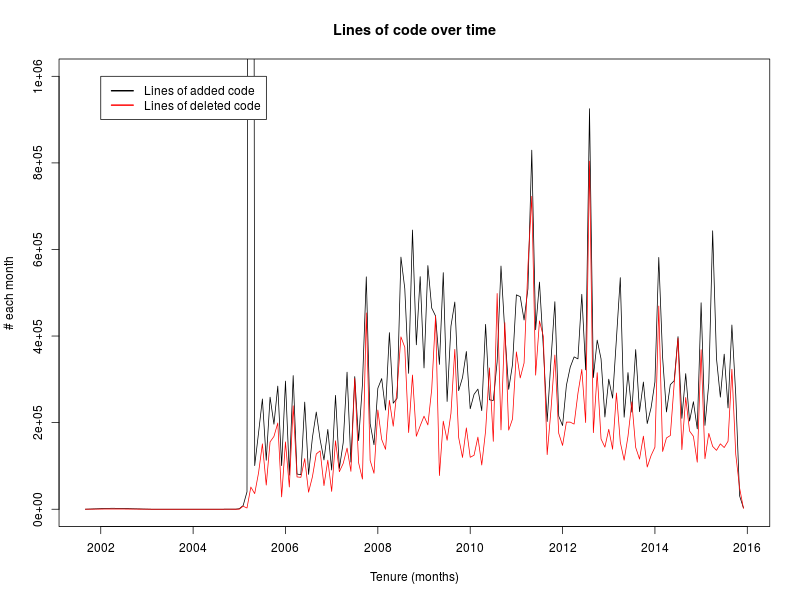 Lines of code over time
# each month
1e+06
8e+05
6e+05
4e+05
2e+05
0e+00
Lines of added code
Lines of deleted code
2002
2004
2006
2008
2010
2012
2014
2016
Tenure (months)